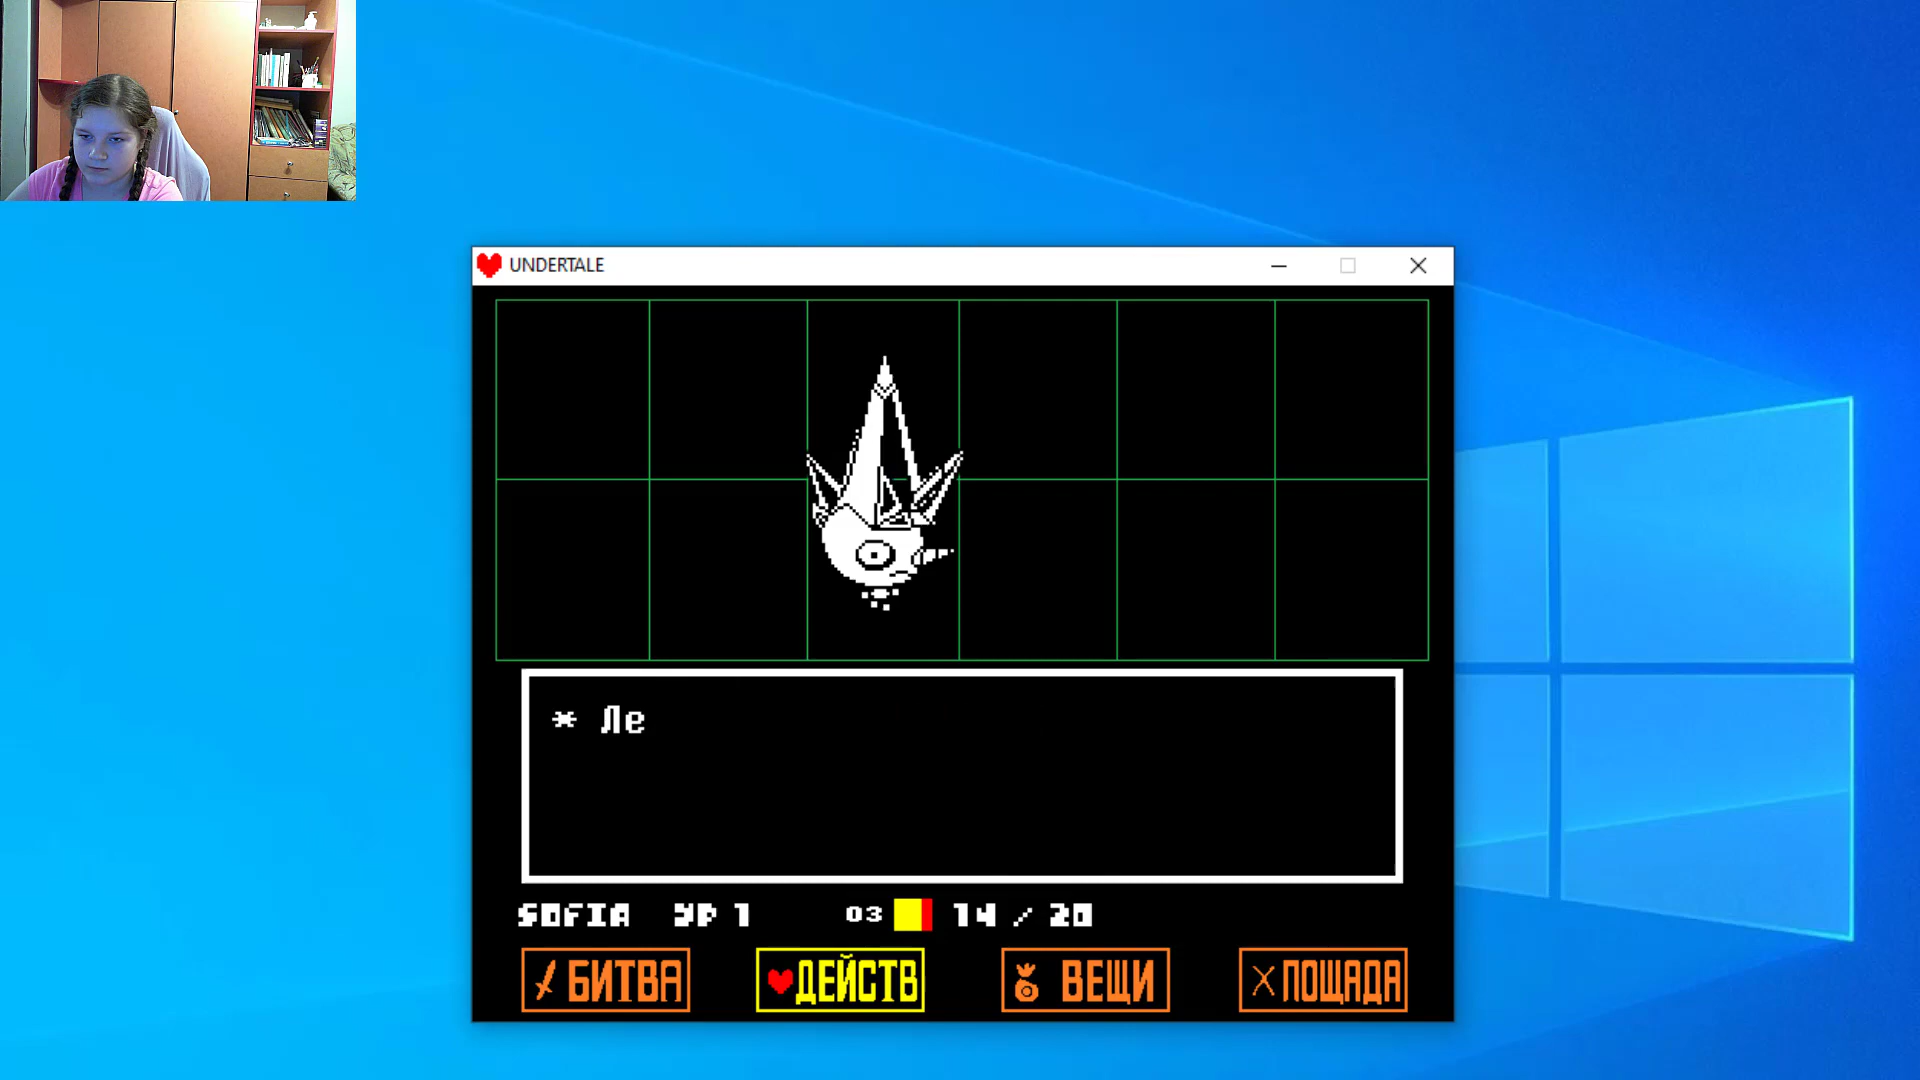 UNDERTALE
* Ле
SOFIA УР 1 ОЗ 14 / 20
БИТВА ДЕЙСТВ ВЕЩИ ПОЩАДА